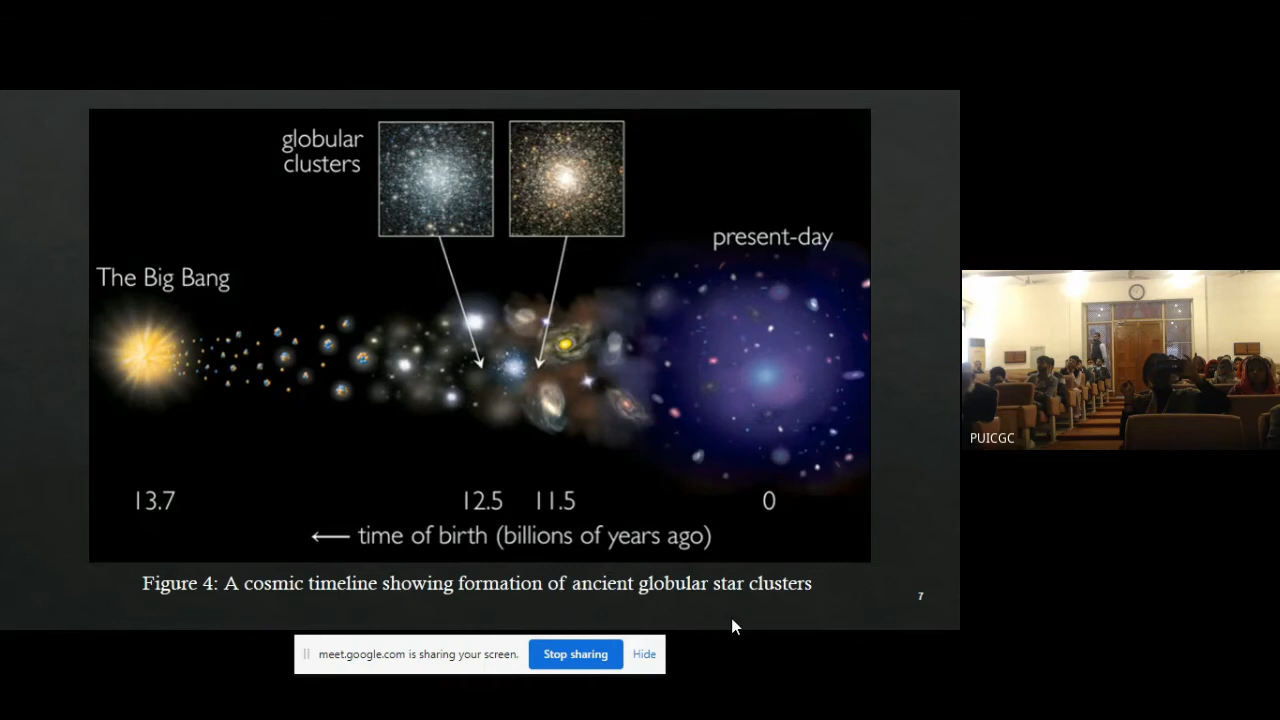 globular
clusters
present-day
The Big Bang
13.7 12.5 11.5 0
← time of birth (billions of years ago)
Figure 4: A cosmic timeline showing formation of ancient globular star clusters
7
PUICGC
meet.google.com is sharing your screen. Stop sharing Hide